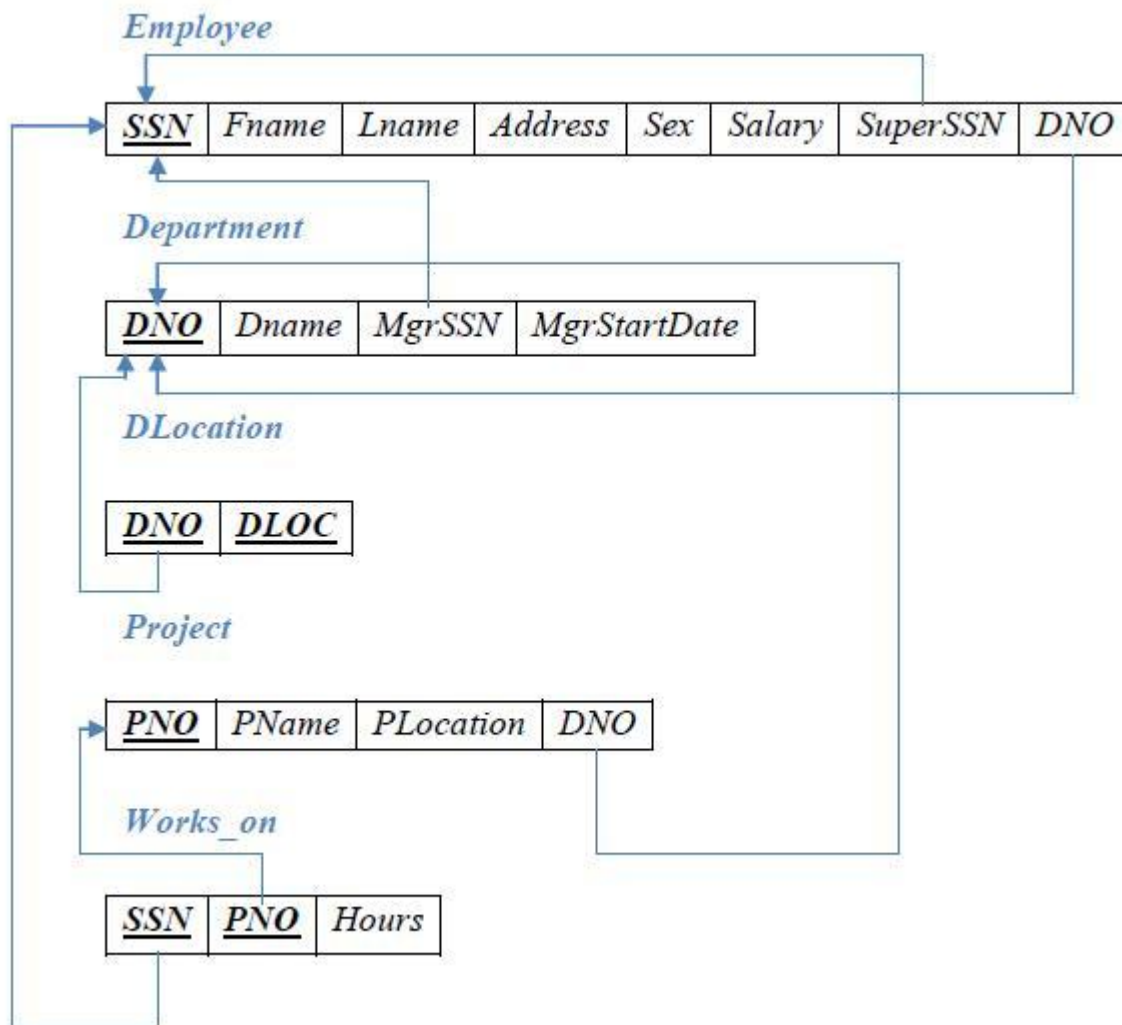 Employee
SSN Fname Lname Address Sex Salary SuperSSN DNO
Department
DNO Dname MgrSSN MgrStartDate
DLocation
DNO DLOC
Project
PNO PName PLocation DNO
Works_on
SSN PNO Hours